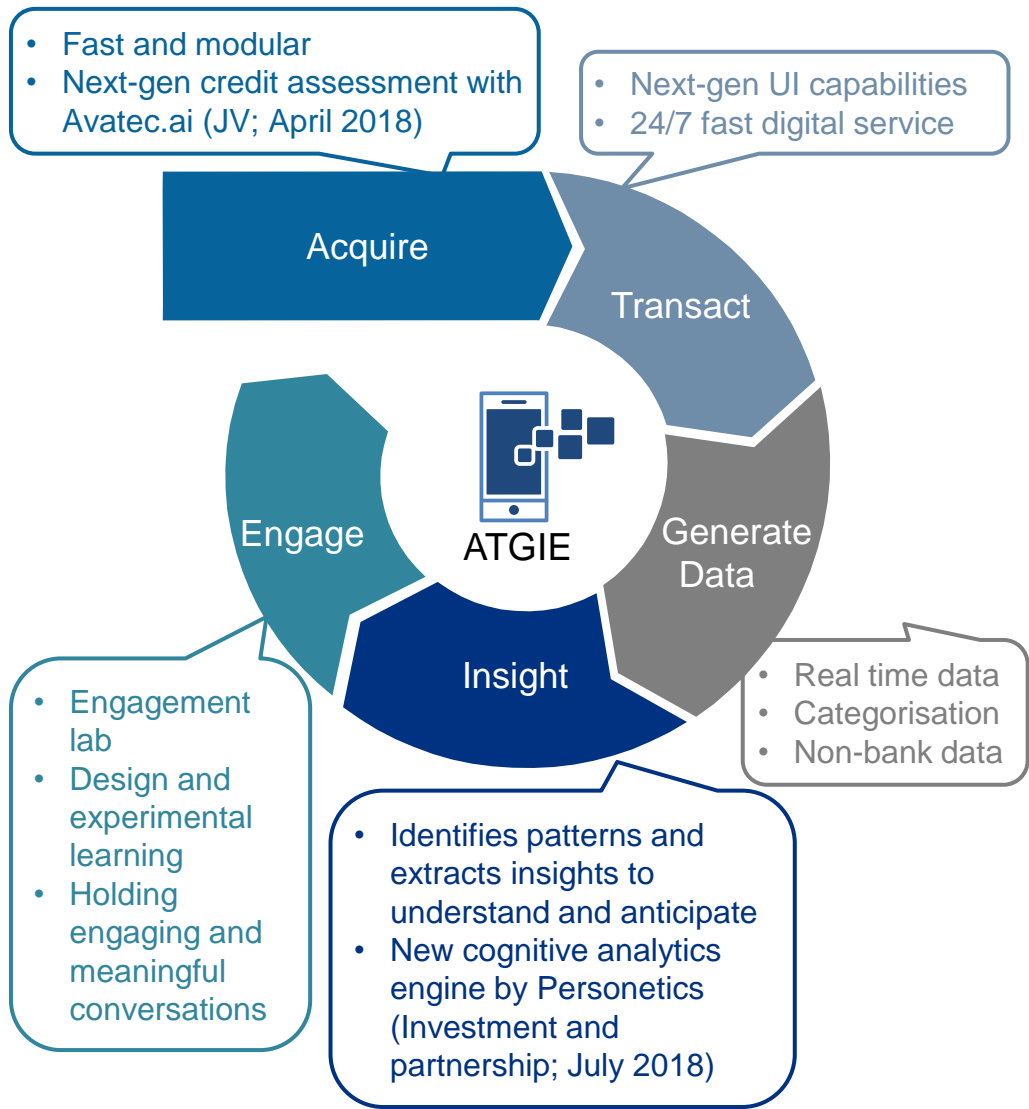 • Fast and modular
• Next-gen credit assessment with
Avatec.ai (JV; April 2018)
• Next-gen UI capabilities
• 24/7 fast digital service
Acquire
Transact
ATGIE
Engage
Generate
Data
Insight
• Real time data
• Categorisation
• Non-bank data
• Engagement
lab
• Design and
experimental
learning
• Holding
engaging and
meaningful
conversations
• Identifies patterns and
extracts insights to
understand and anticipate
• New cognitive analytics
engine by Personetics
(Investment and
partnership; July 2018)